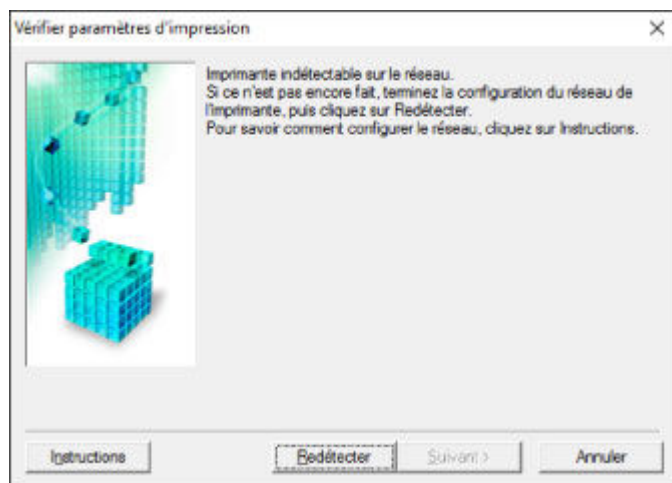 Vérifier paramètres d'impression
Imprimante indétectable sur le réseau.
Si ce n'est pas encore fait, terminez la configuration du réseau de
l'imprimante, puis cliquez sur Redétecter.
Pour savoir comment configurer le réseau, cliquez sur Instructions.
Instructions
Redétecter
Suivant >
Annuler